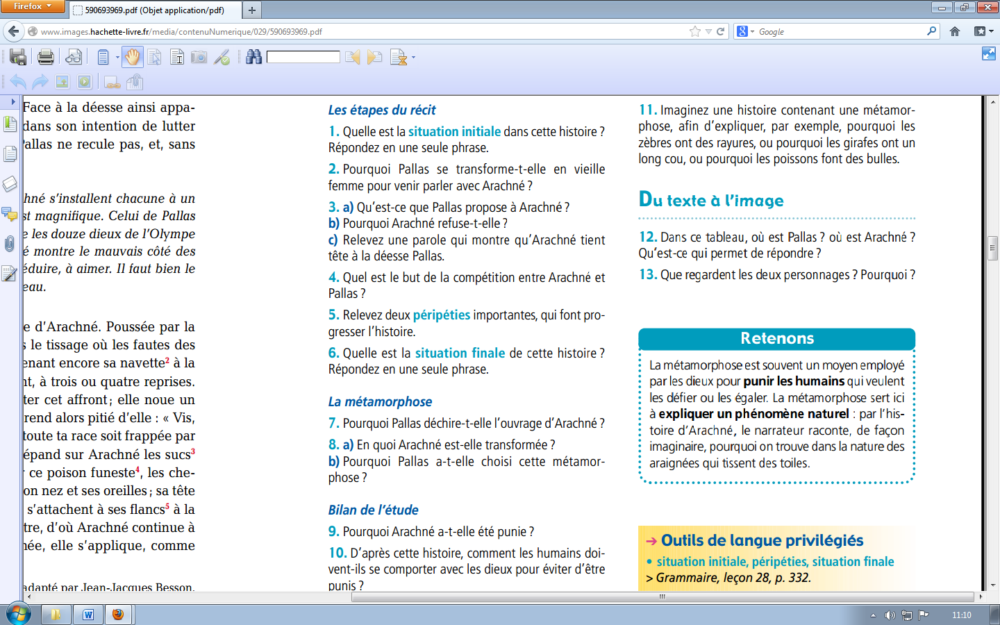 Firefox
590693969.pdf (Objet application/pdf)
www.images.hachette-livre.fr/media/contenuNumerique/029/590693969.pdf
Google
Face à la déesse ainsi appa-
dans son intention de lutter
Pallas ne recule pas, et, sans
chné s'installent chacune à un
st magnifique. Celui de Pallas
e les douze dieux de l'Olympe
é montre le mauvais côté des
éduire, à aimer. Il faut bien le
eau.
e d'Arachné. Poussée par la
s le tissage où les fautes des
enant encore sa navette2 à la
nt, à trois ou quatre reprises.
ter cet affront ; elle noue un
rend alors pitié d'elle : « Vis,
toute ta race soit frappée par
épand sur Arachné les sucs3
r ce poison funeste4, les che-
on nez et ses oreilles ; sa tête
s'attachent à ses flancs5 à la
tre, d'où Arachné continue à
née, elle s'applique, comme
adapté par Jean-Jacques Besson.
Les étapes du récit
1. Quelle est la situation initiale dans cette histoire ?
Répondez en une seule phrase.
2. Pourquoi Pallas se transforme-t-elle en vieille
femme pour venir parler avec Arachné ?
3. a) Qu'est-ce que Pallas propose à Arachné ?
b) Pourquoi Arachné refuse-t-elle ?
c) Relevez une parole qui montre qu'Arachné tient
tête à la déesse Pallas.
4. Quel est le but de la compétition entre Arachné et
Pallas ?
5. Relevez deux péripéties importantes, qui font pro-
gresser l'histoire.
6. Quelle est la situation finale de cette histoire ?
Répondez en une seule phrase.
La métamorphose
7. Pourquoi Pallas déchire-t-elle l'ouvrage d'Arachné ?
8. a) En quoi Arachné est-elle transformée ?
b) Pourquoi Pallas a-t-elle choisi cette métamor-
phose ?
Bilan de l'étude
9. Pourquoi Arachné a-t-elle été punie ?
10. D'après cette histoire, comment les humains doi-
vent-ils se comporter avec les dieux pour éviter d'être
punis ?
11. Imaginez une histoire contenant une métamor-
phose, afin d'expliquer, par exemple, pourquoi les
zèbres ont des rayures, ou pourquoi les girafes ont un
long cou, ou pourquoi les poissons font des bulles.
Du texte à l'image
12. Dans ce tableau, où est Pallas ? où est Arachné ?
Qu'est-ce qui permet de répondre ?
13. Que regardent les deux personnages ? Pourquoi ?
Retenons
La métamorphose est souvent un moyen employé
par les dieux pour punir les humains qui veulent
les défier ou les égaler. La métamorphose sert ici
à expliquer un phénomène naturel : par l'his-
toire d'Arachné, le narrateur raconte, de façon
imaginaire, pourquoi on trouve dans la nature des
araignées qui tissent des toiles.
→ Outils de langue privilégiés
• situation initiale, péripéties, situation finale
> Grammaire, leçon 28, p. 332.
11:10